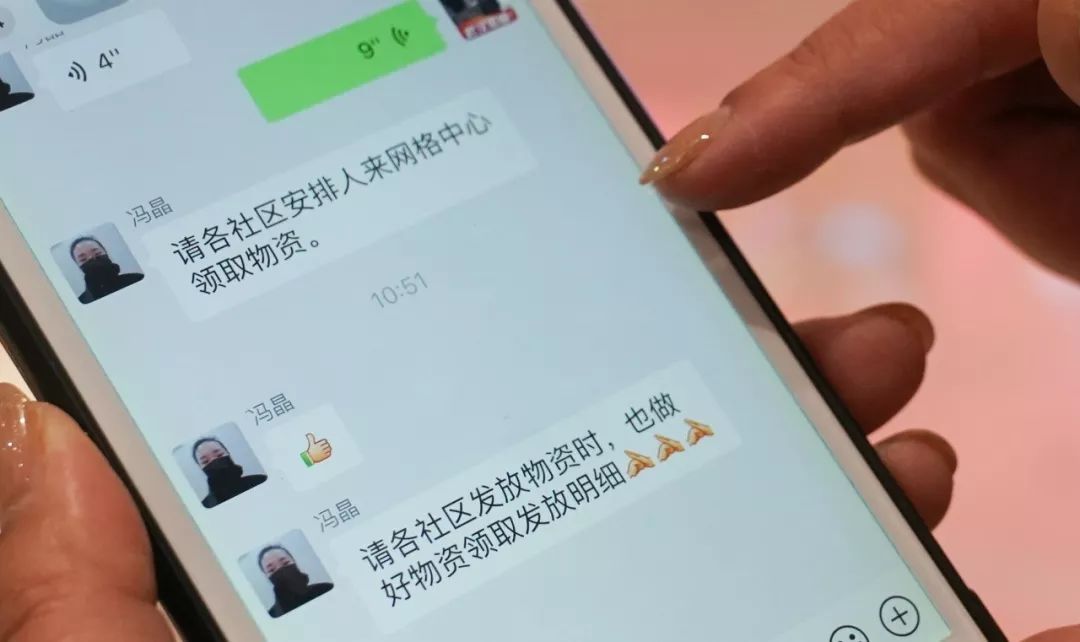 4"
9"
冯晶
请各社区安排人来网格中心
领取物资。
10:51
冯晶
冯晶
请各社区发放物资时，也做
好物资领取发放明细